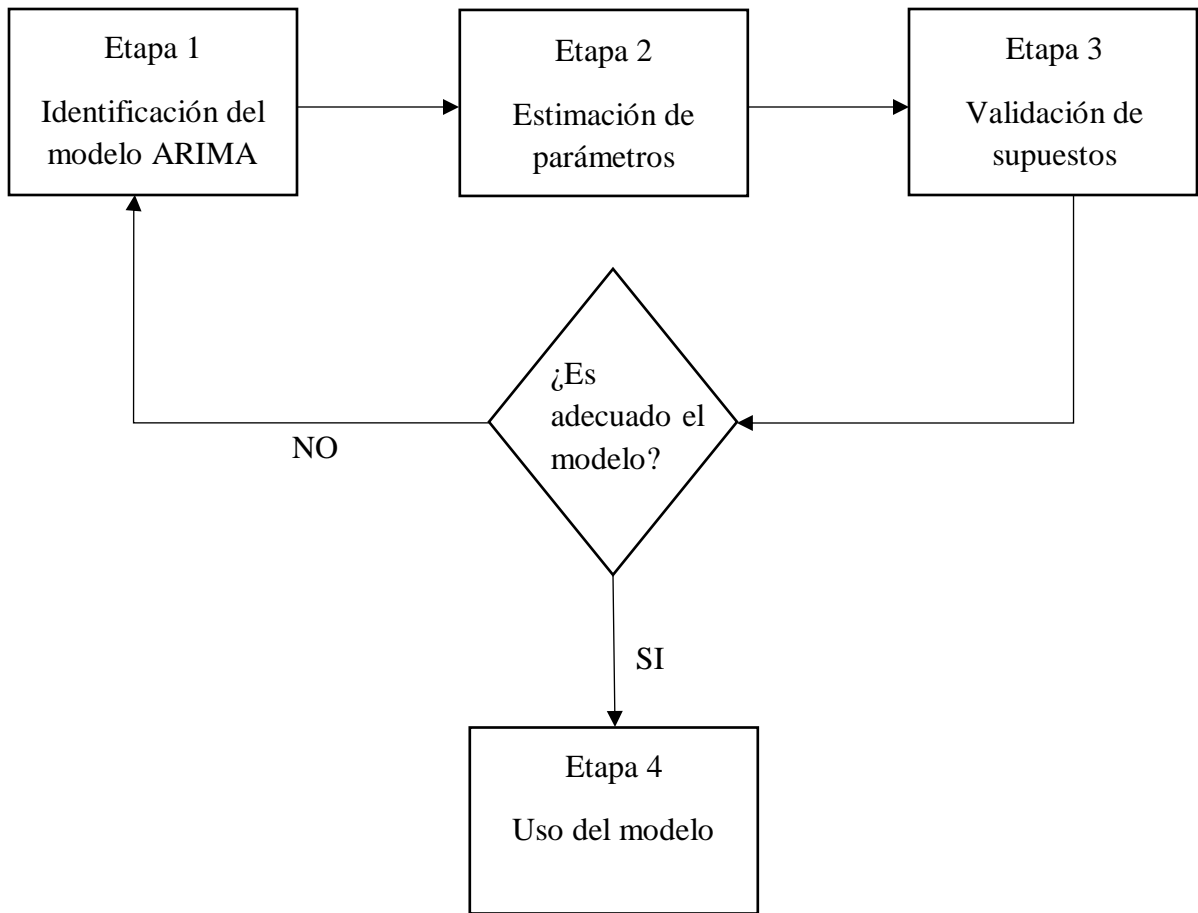 Etapa 1
Identificación del
modelo ARIMA
Etapa 2
Estimación de
parámetros
Etapa 3
Validación de
supuestos
¿Es
adecuado el
modelo?
NO
SI
Etapa 4
Uso del modelo